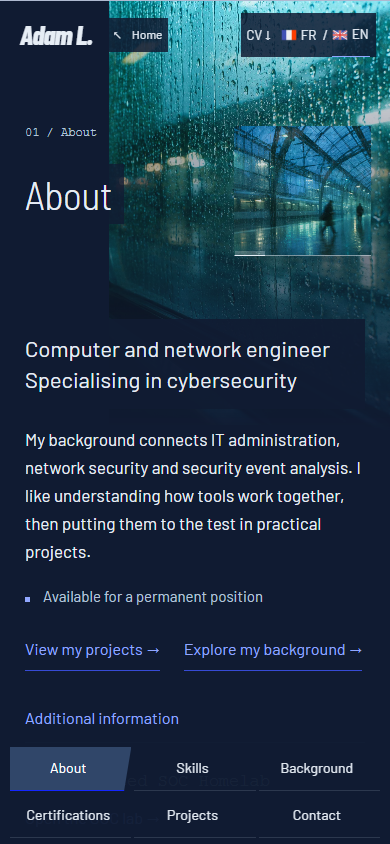 Adam L.
↖ Home
CV ↓ 🇫🇷 FR / 🇬🇧 EN
01 / About
About
Computer and network engineer
Specialising in cybersecurity
My background connects IT administration,
network security and security event analysis. I
like understanding how tools work together,
then putting them to the test in practical
projects.
Available for a permanent position
View my projects → Explore my background →
Additional information
About Skills Background
Certifications Projects Contact